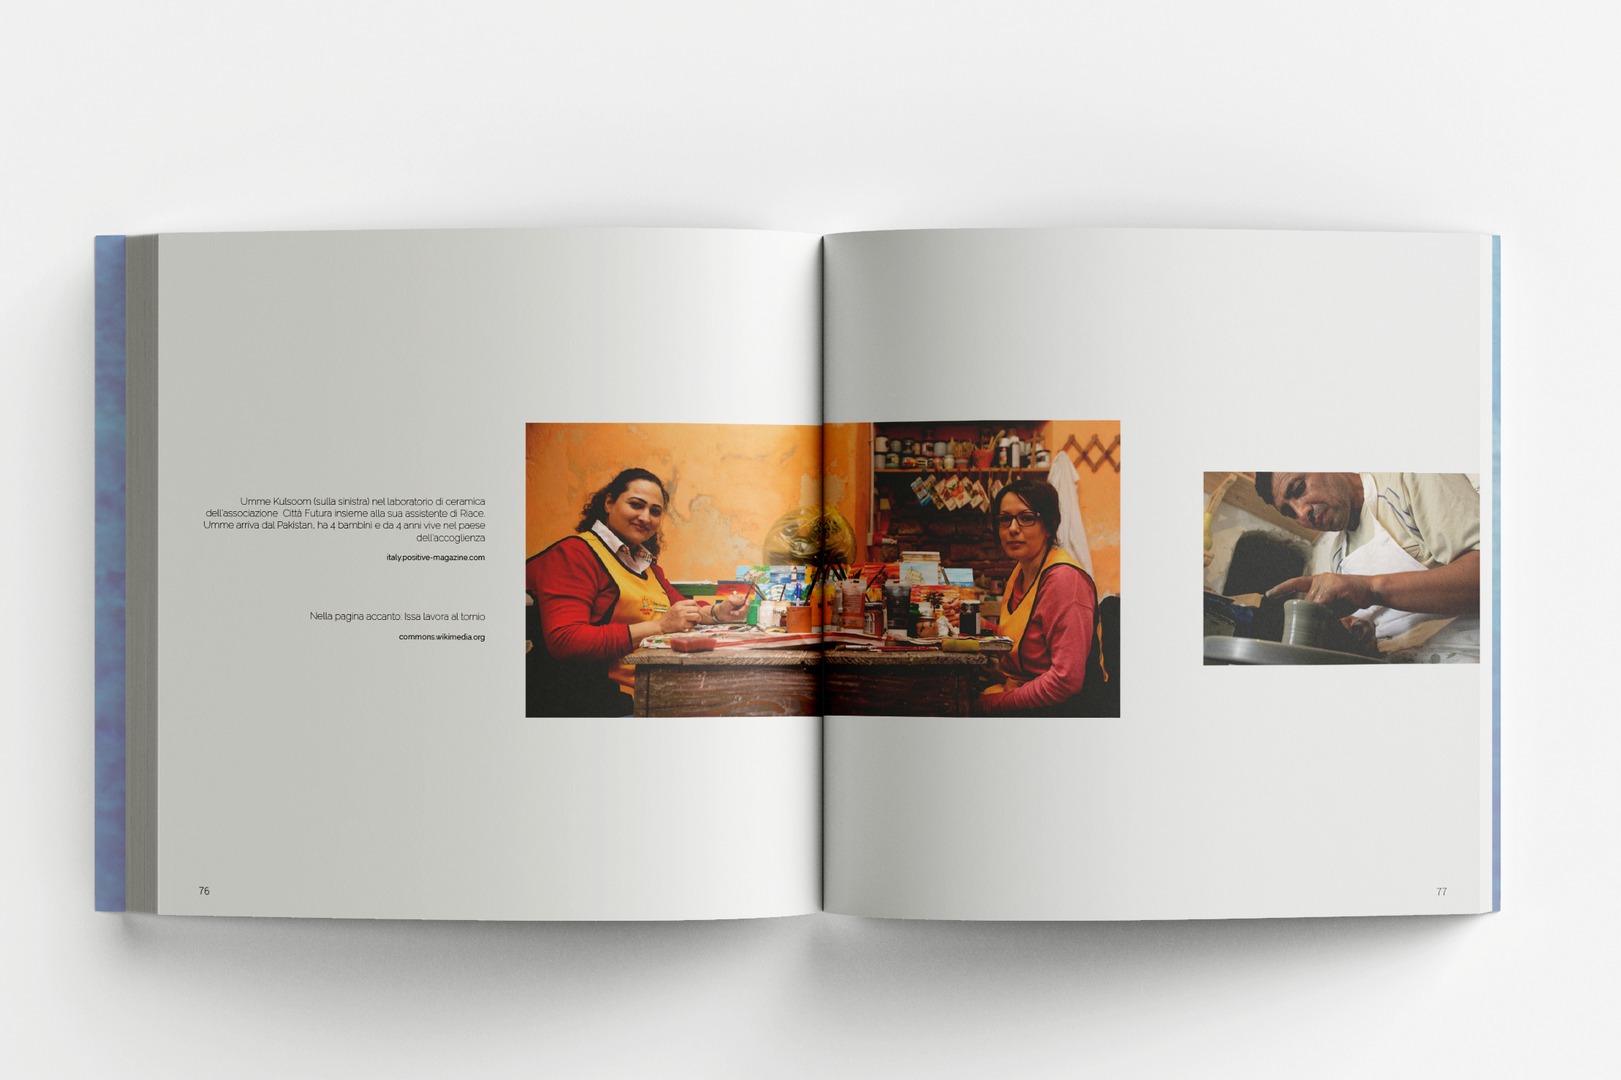 Umme Kulsoom (sulla sinistra) nel laboratorio di ceramica
dell'associazione Città Futura insieme alla sua assistente di Riace.
Umme arriva dal Pakistan, ha 4 bambini e da 4 anni vive nel paese
dell'accoglienza
italy.positive-magazine.com
Nella pagina accanto: Issa lavora al tornio
commons.wikimedia.org
76
77